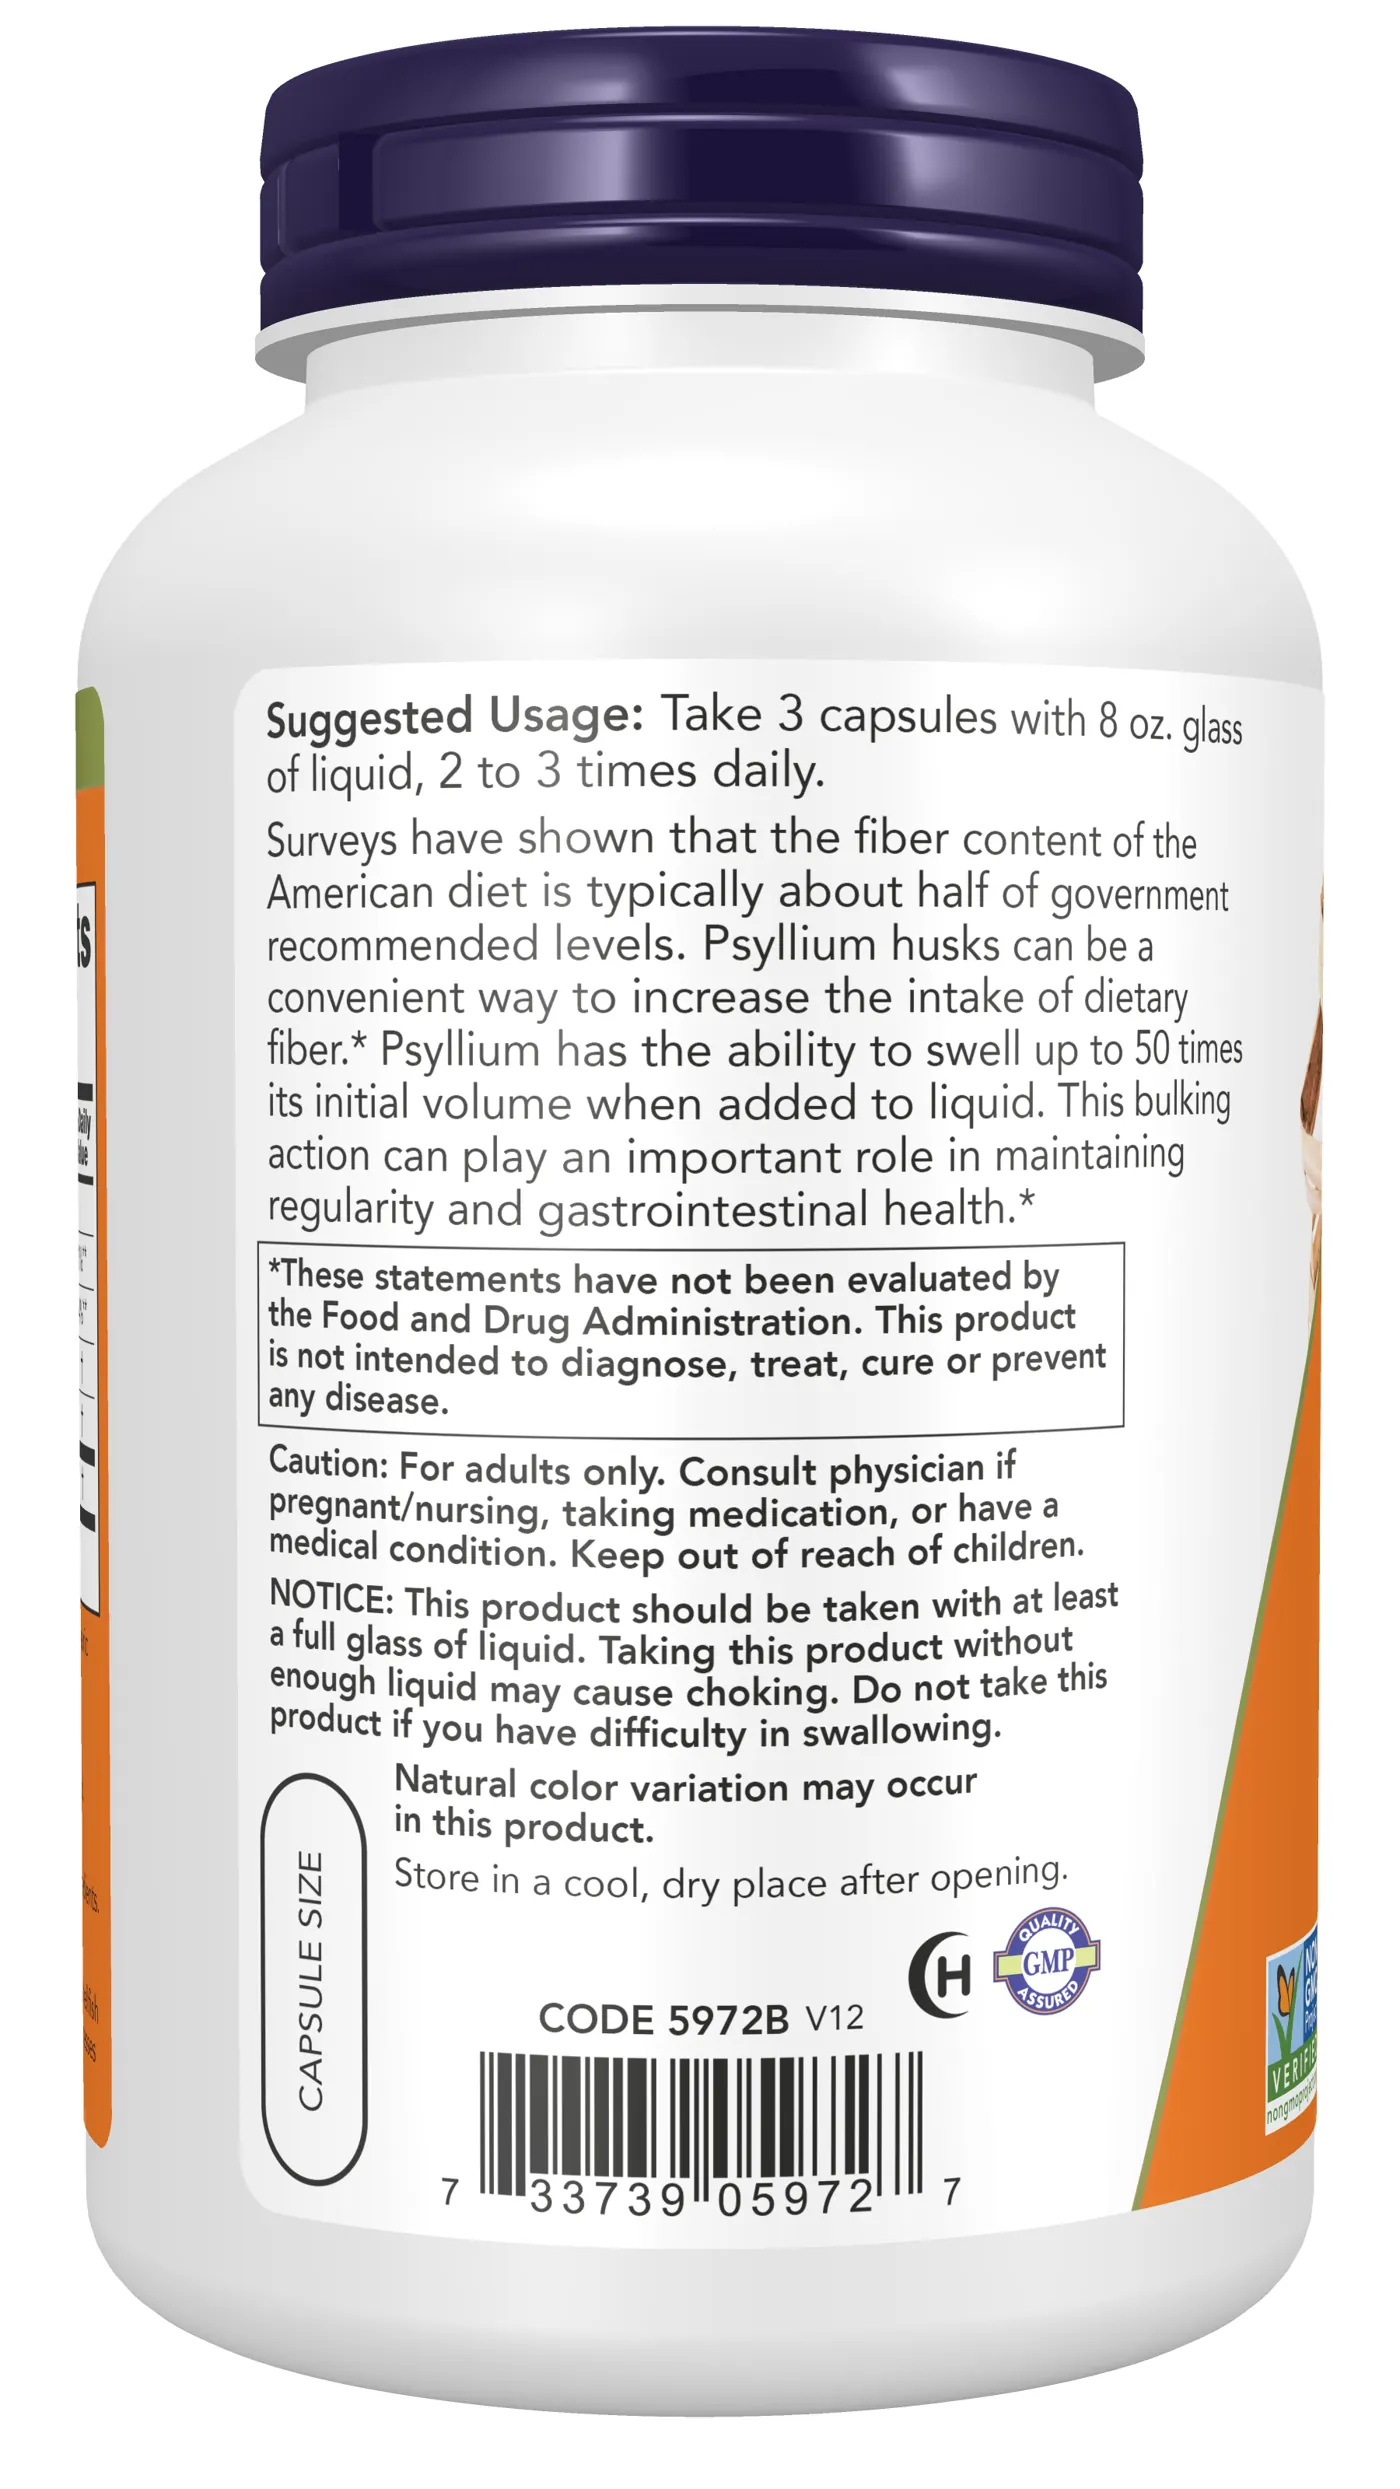 Suggested Usage: Take 3 capsules with 8 oz. glass
of liquid, 2 to 3 times daily.
Surveys have shown that the fiber content of the
American diet is typically about half of government
recommended levels. Psyllium husks can be a
convenient way to increase the intake of dietary
fiber.* Psyllium has the ability to swell up to 50 times
its initial volume when added to liquid. This bulking
action can play an important role in maintaining
regularity and gastrointestinal health.*
*These statements have not been evaluated by
the Food and Drug Administration. This product
is not intended to diagnose, treat, cure or prevent
any disease.
Caution: For adults only. Consult physician if
pregnant/nursing, taking medication, or have a
medical condition. Keep out of reach of children.
NOTICE: This product should be taken with at least
a full glass of liquid. Taking this product without
enough liquid may cause choking. Do not take this
product if you have difficulty in swallowing.
Natural color variation may occur
in this product.
Store in a cool, dry place after opening.
CAPSULE SIZE
H
QUALITY
GMP
ASSURED
CODE 5972B V12
7 33739 05972 7